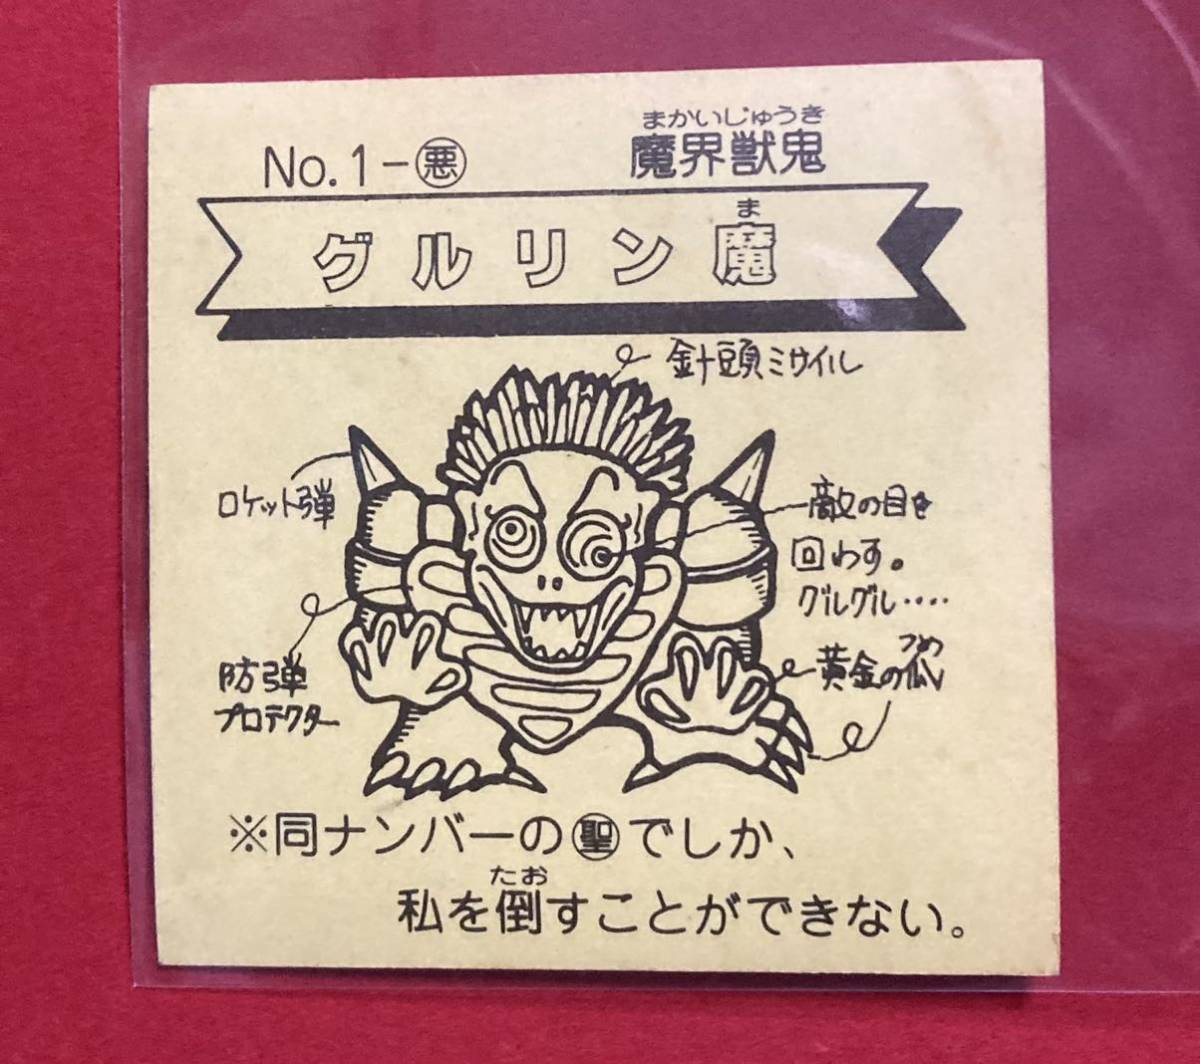 No.1-㊙悪
まかいじゅうき
魔界獣鬼
ま
グルリン魔
針頭ミサイル
ロケット弾
敵の目を
回わす。
グルグル‥‥
防弾
プロテクター
つめ
黄金の爪
※同ナンバーの聖でしか、
たお
私を倒すことができない。